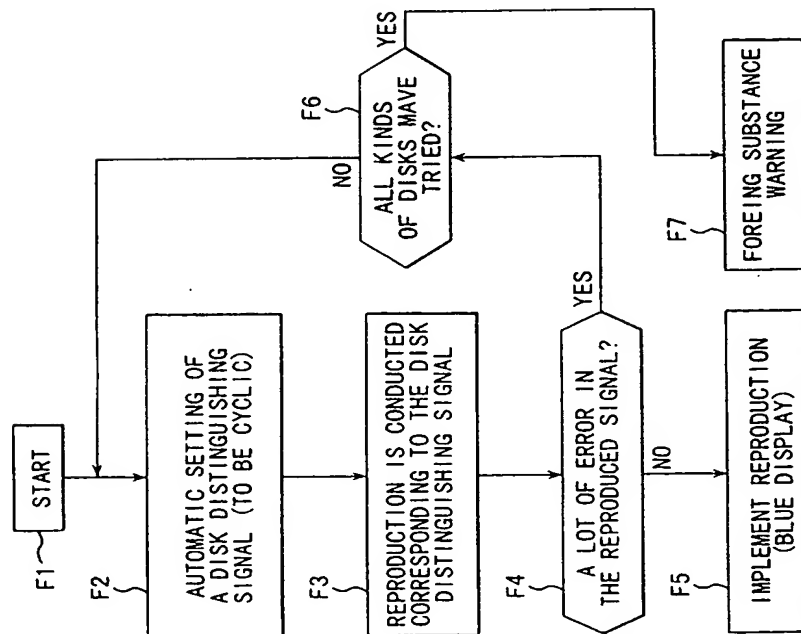 F1
START
F2
AUTOMATIC SETTING OF
A DISK DISTINGUISHING
SIGNAL (TO BE CYCLIC)
F3
REPRODUCTION IS CONDUCTED
CORRESPONDING TO THE DISK
DISTINGUISHING SIGNAL
F4
A LOT OF ERROR IN
THE REPRODUCED SIGNAL?
YES
NO
F5
IMPLEMENT REPRODUCTION
(BLUE DISPLAY)
F6
ALL KINDS
OF DISKS MAVE
TRIED?
NO
YES
F7
FOREING SUBSTANCE
WARNING